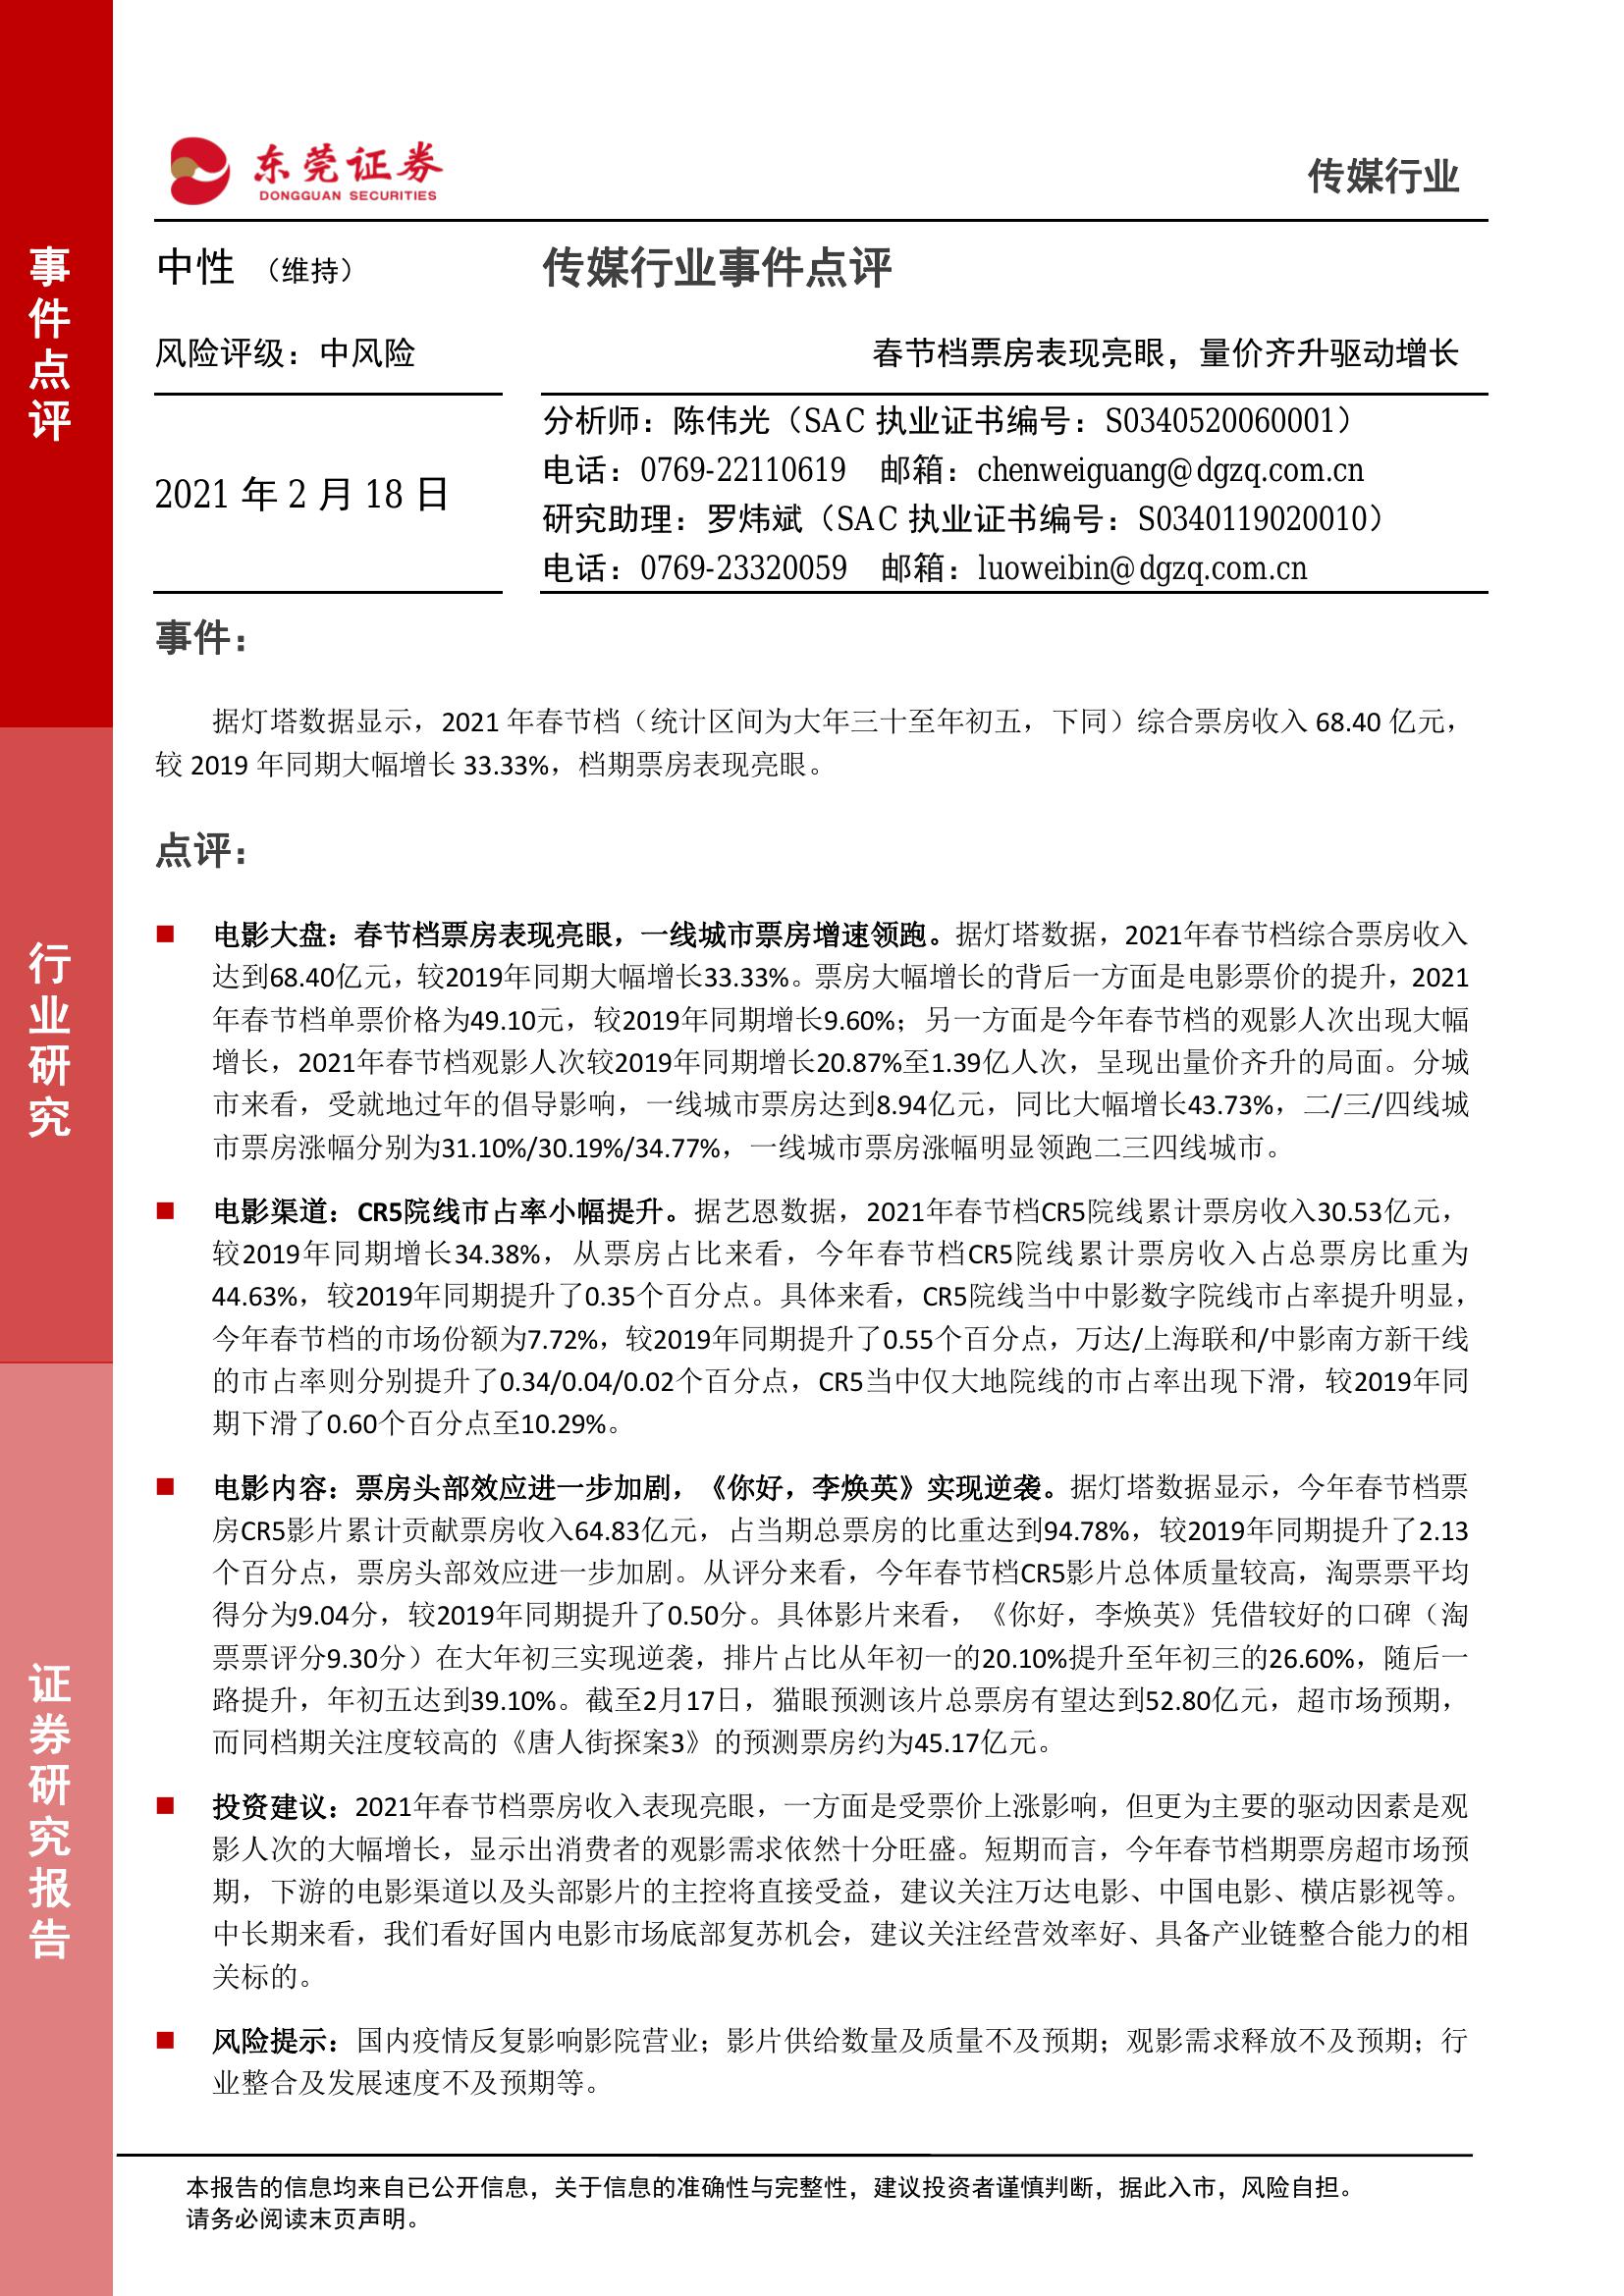 东莞证券
DONGGUAN SECURITIES
传媒行业
事件点评
行业研究
证券研究报告
中性 （维持）
传媒行业事件点评
风险评级：中风险
春节档票房表现亮眼，量价齐升驱动增长
2021 年 2 月 18 日
分析师：陈伟光（SAC 执业证书编号：S0340520060001）
电话：0769-22110619 邮箱：chenweiguang@dgzq.com.cn
研究助理：罗炜斌（SAC 执业证书编号：S0340119020010）
电话：0769-23320059 邮箱：luoweibin@dgzq.com.cn
事件：
据灯塔数据显示，2021 年春节档（统计区间为大年三十至年初五，下同）综合票房收入 68.40 亿元，
较 2019 年同期大幅增长 33.33%，档期票房表现亮眼。
点评：
■ 电影大盘：春节档票房表现亮眼，一线城市票房增速领跑。据灯塔数据，2021年春节档综合票房收入
达到68.40亿元，较2019年同期大幅增长33.33%。票房大幅增长的背后一方面是电影票价的提升，2021
年春节档单票价格为49.10元，较2019年同期增长9.60%；另一方面是今年春节档的观影人次出现大幅
增长，2021年春节档观影人次较2019年同期增长20.87%至1.39亿人次，呈现出量价齐升的局面。分城
市来看，受就地过年的倡导影响，一线城市票房达到8.94亿元，同比大幅增长43.73%，二/三/四线城
市票房涨幅分别为31.10%/30.19%/34.77%，一线城市票房涨幅明显领跑二三四线城市。
■ 电影渠道：CR5院线市占率小幅提升。据艺恩数据，2021年春节档CR5院线累计票房收入30.53亿元，
较2019年同期增长34.38%，从票房占比来看，今年春节档CR5院线累计票房收入占总票房比重为
44.63%，较2019年同期提升了0.35个百分点。具体来看，CR5院线当中中影数字院线市占率提升明显，
今年春节档的市场份额为7.72%，较2019年同期提升了0.55个百分点，万达/上海联和/中影南方新干线
的市占率则分别提升了0.34/0.04/0.02个百分点，CR5当中仅大地院线的市占率出现下滑，较2019年同
期下滑了0.60个百分点至10.29%。
■ 电影内容：票房头部效应进一步加剧，《你好，李焕英》实现逆袭。据灯塔数据显示，今年春节档票
房CR5影片累计贡献票房收入64.83亿元，占当期总票房的比重达到94.78%，较2019年同期提升了2.13
个百分点，票房头部效应进一步加剧。从评分来看，今年春节档CR5影片总体质量较高，淘票票平均
得分为9.04分，较2019年同期提升了0.50分。具体影片来看，《你好，李焕英》凭借较好的口碑（淘
票票评分9.30分）在大年初三实现逆袭，排片占比从年初一的20.10%提升至年初三的26.60%，随后一
路提升，年初五达到39.10%。截至2月17日，猫眼预测该片总票房有望达到52.80亿元，超市场预期，
而同档期关注度较高的《唐人街探案3》的预测票房约为45.17亿元。
■ 投资建议：2021年春节档票房收入表现亮眼，一方面是受票价上涨影响，但更为主要的驱动因素是观
影人次的大幅增长，显示出消费者的观影需求依然十分旺盛。短期而言，今年春节档期票房超市场预
期，下游的电影渠道以及头部影片的主控将直接受益，建议关注万达电影、中国电影、横店影视等。
中长期来看，我们看好国内电影市场底部复苏机会，建议关注经营效率好、具备产业链整合能力的相
关标的。
■ 风险提示：国内疫情反复影响影院营业；影片供给数量及质量不及预期；观影需求释放不及预期；行
业整合及发展速度不及预期等。
本报告的信息均来自已公开信息，关于信息的准确性与完整性，建议投资者谨慎判断，据此入市，风险自担。
请务必阅读末页声明。